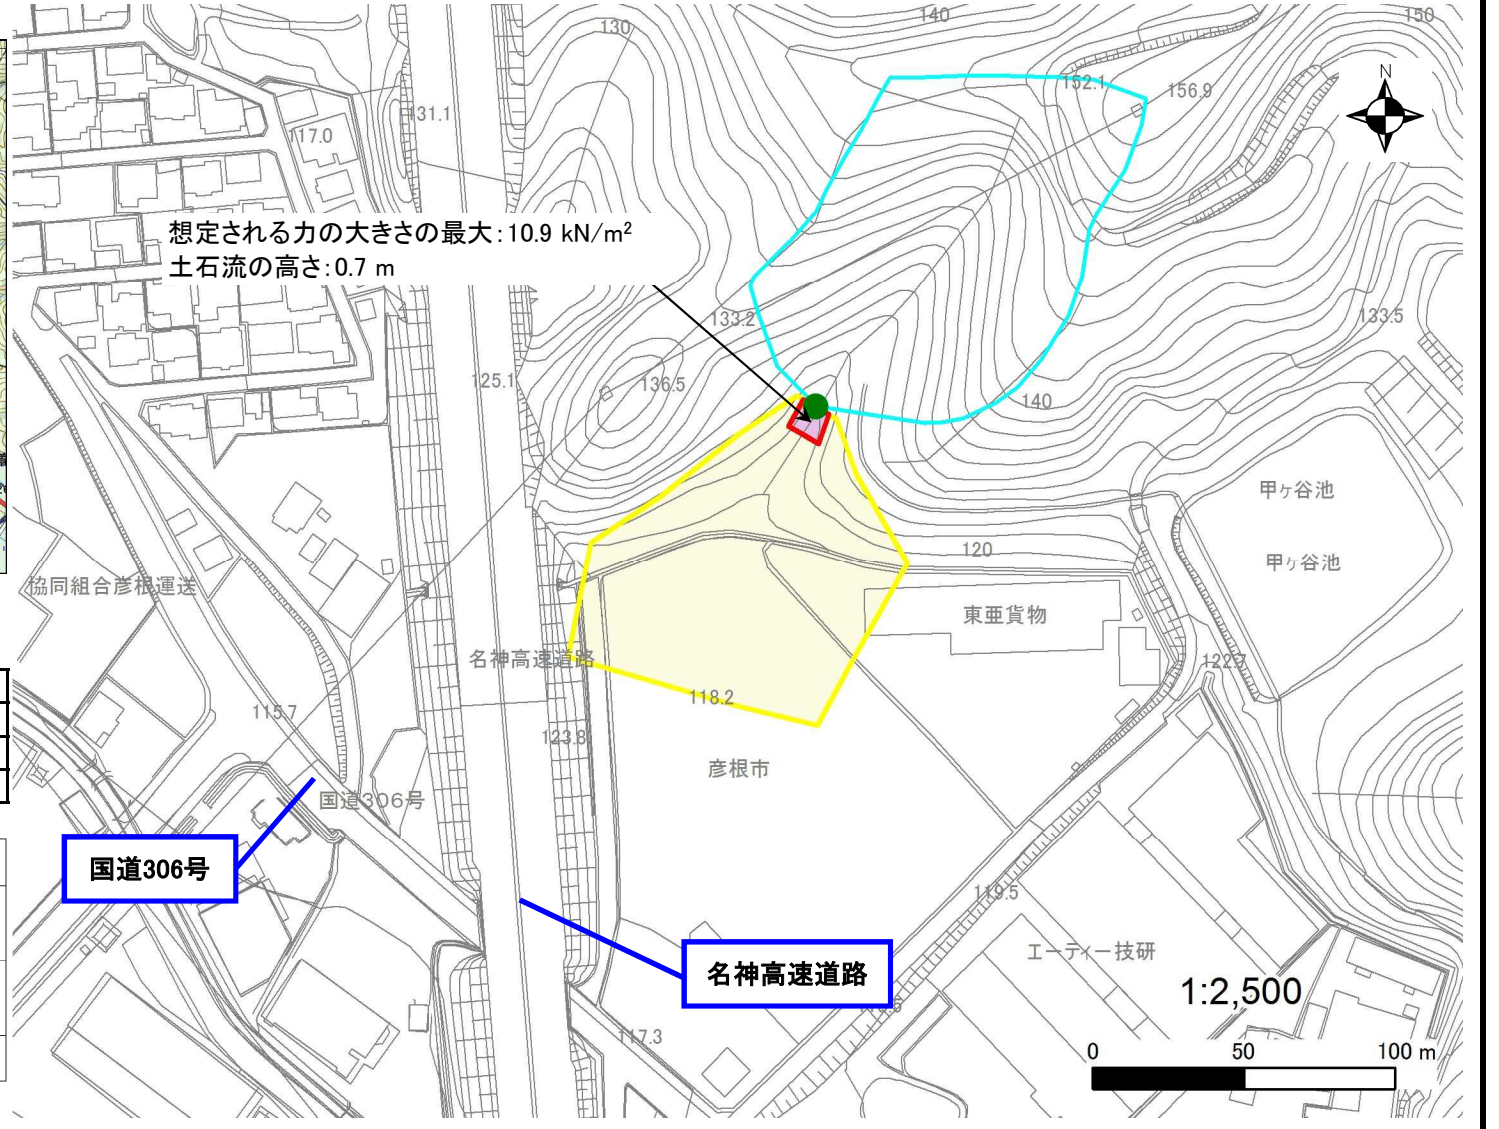 130
140
150
152.1
156.9
N
131.1
117.0
想定される力の大きさの最大：10.9 kN/m²
土石流の高さ：0.7 m
133.2
133.5
125.1
136.5
140
甲ヶ谷池
120
甲ヶ谷池
協同組合彦根運送
東亜貨物
名神高速道路
122.7
118.2
115.7
123.8
彦根市
国道306号
国道306号
119.5
エーティー技研
名神高速道路
1:2,500
117.3
0 50 100 m